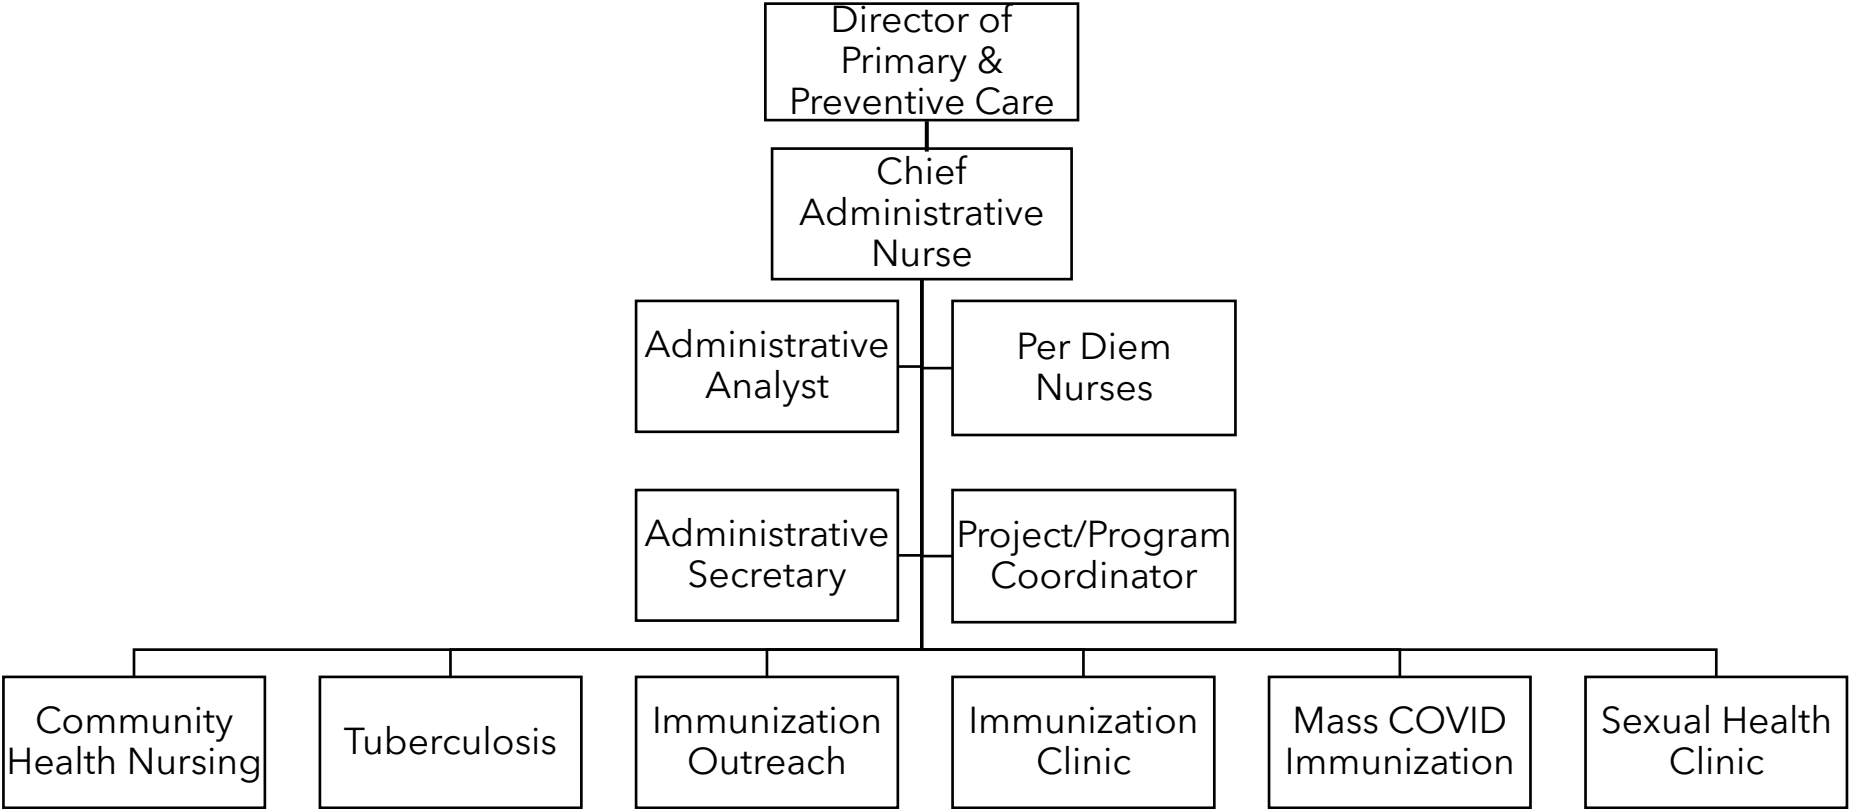 Director of
Primary &
Preventive Care
Chief
Administrative
Nurse
Administrative
Analyst
Per Diem
Nurses
Administrative
Secretary
Project/Program
Coordinator
Community
Health Nursing
Tuberculosis
Immunization
Outreach
Immunization
Clinic
Mass COVID
Immunization
Sexual Health
Clinic